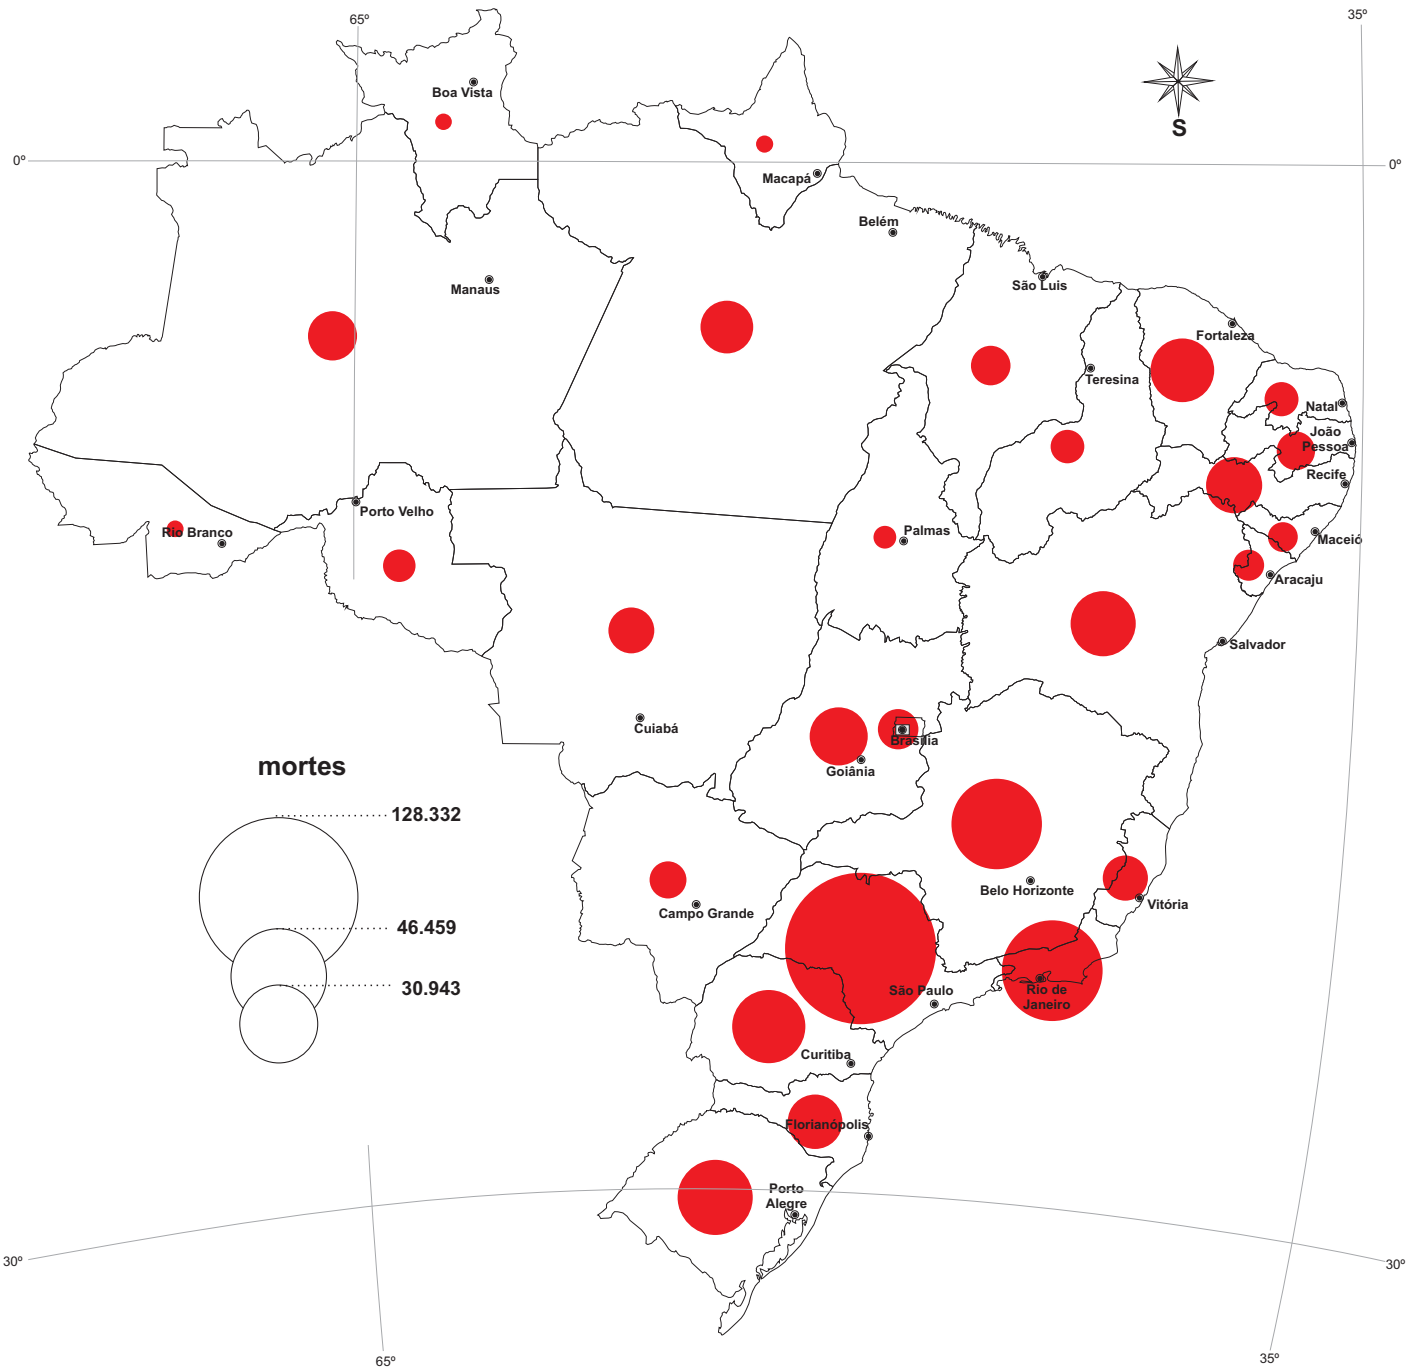 65º
35º
Boa Vista
S
0º
0º
Macapá
Belém
Manaus
São Luis
Fortaleza
Teresina
Natal
João
Pessoa
Recife
Porto Velho
Rio Branco
Palmas
Maceió
Aracaju
Salvador
Cuiabá
Brasília
Goiânia
mortes
128.332
46.459
30.943
Belo Horizonte
Vitória
Campo Grande
São Paulo
Rio de
Janeiro
Curitiba
Florianópolis
Porto
Alegre
30º
30º
65º
35º